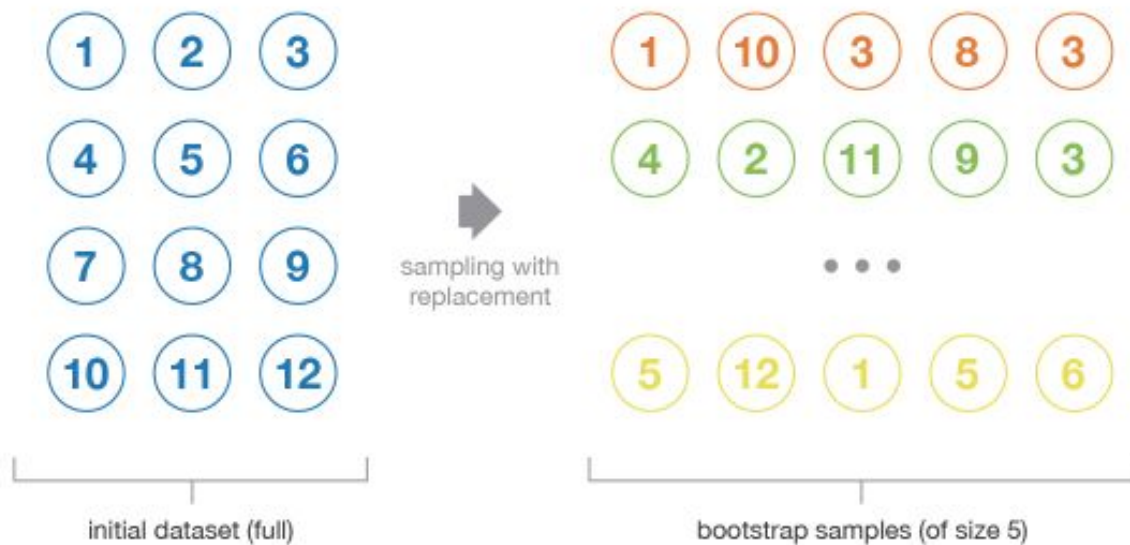 1 2 3
4 5 6
7 8 9
10 11 12
initial dataset (full)
sampling with
replacement
1 10 3 8 3
4 2 11 9 3
5 12 1 5 6
bootstrap samples (of size 5)